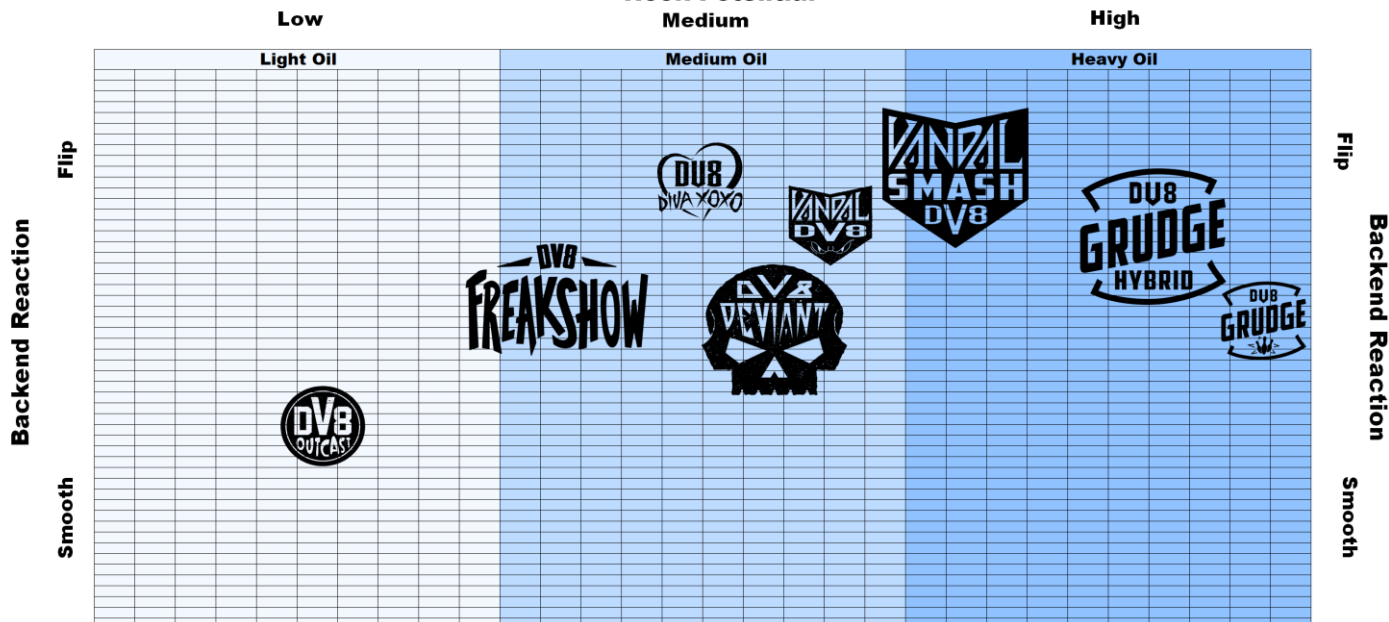 Low
Medium
High
Light Oil
Medium Oil
Heavy Oil
Flip
Flip
Backend Reaction
Backend Reaction
Smooth
Smooth
DV8
DIVA XOXO
VANDAL
DV8
VANDAL
SMASH
DV8
DV8
GRUDGE
HYBRID
DV8
FREAKSHOW
DV8
DEVIANT
DV8
GRUDGE
DV8
OUTCAST